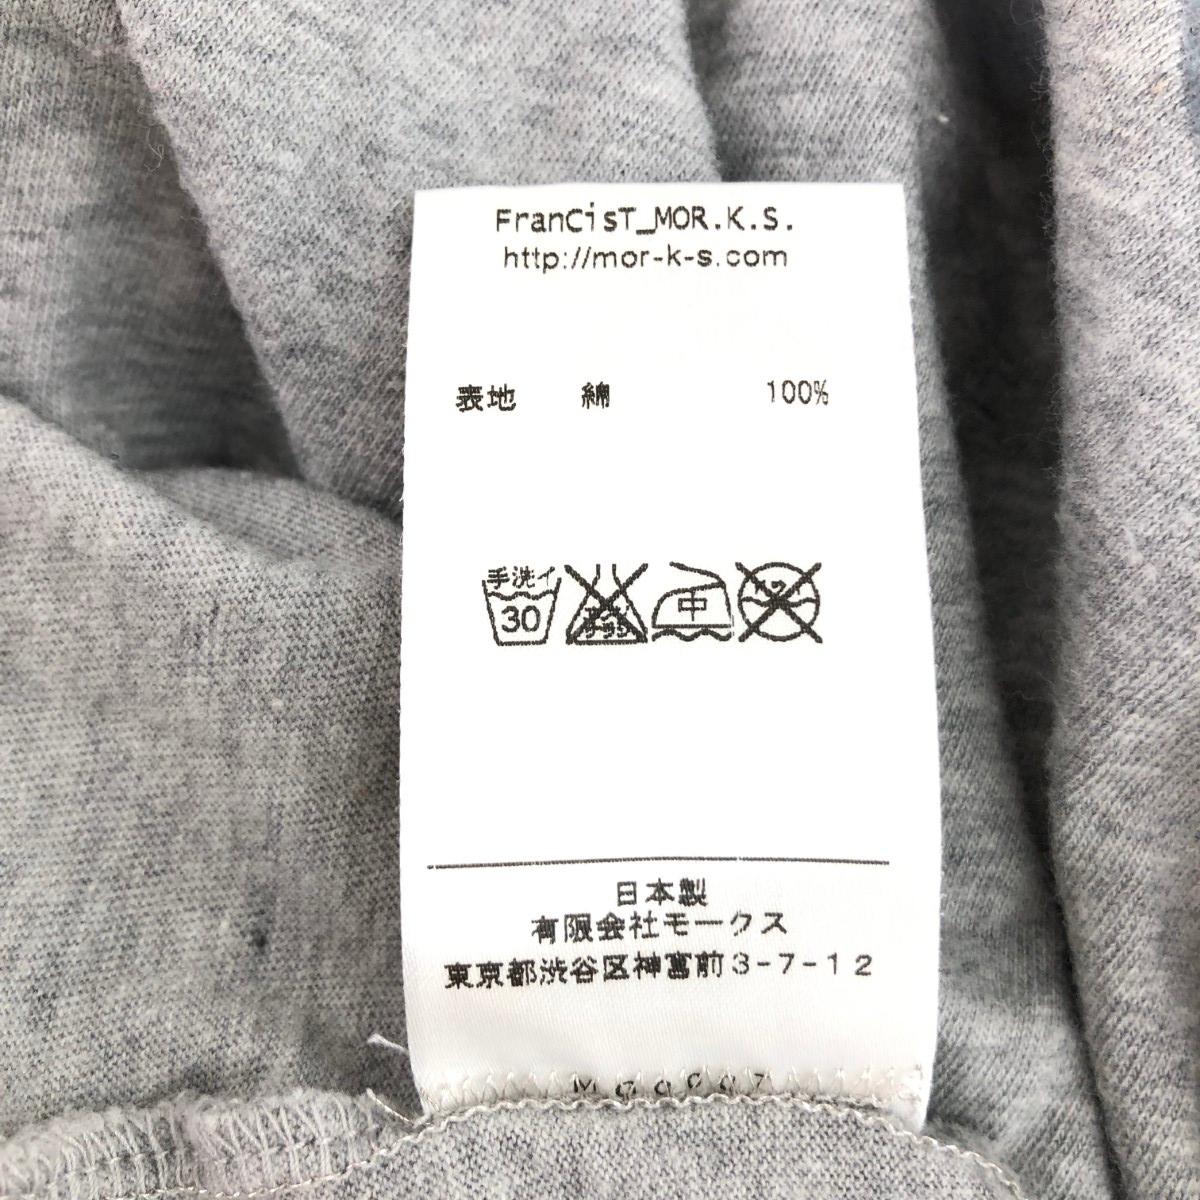 FranCisT_MOR.K.S.
http://mor-k-s.com
表地 綿 100%
手洗イ
30
中
日本製
有限会社モークス
東京都渋谷区神宮前3-7-12